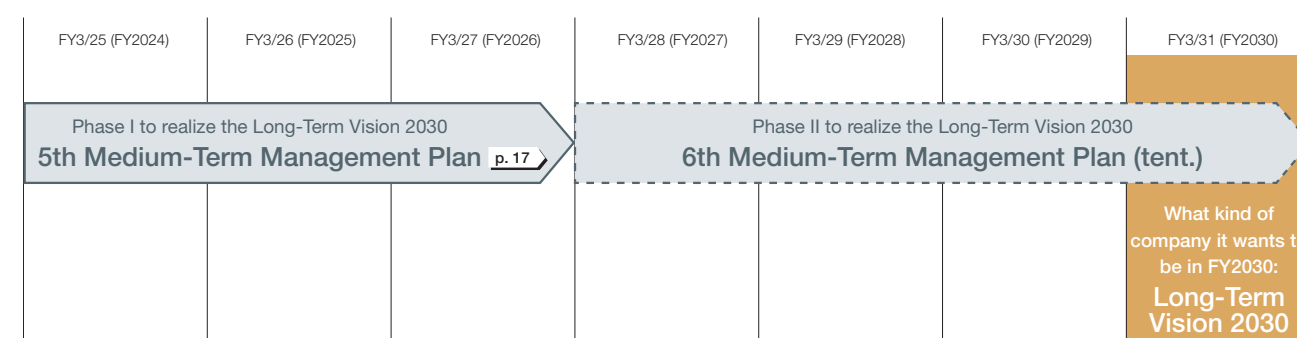 FY3/25 (FY2024)
FY3/26 (FY2025)
FY3/27 (FY2026)
FY3/28 (FY2027)
FY3/29 (FY2028)
FY3/30 (FY2029)
FY3/31 (FY2030)
Phase I to realize the Long-Term Vision 2030
5th Medium-Term Management Plan p. 17
Phase II to realize the Long-Term Vision 2030
6th Medium-Term Management Plan (tent.)
What kind of
company it wants t
be in FY2030:
Long-Term
Vision 2030